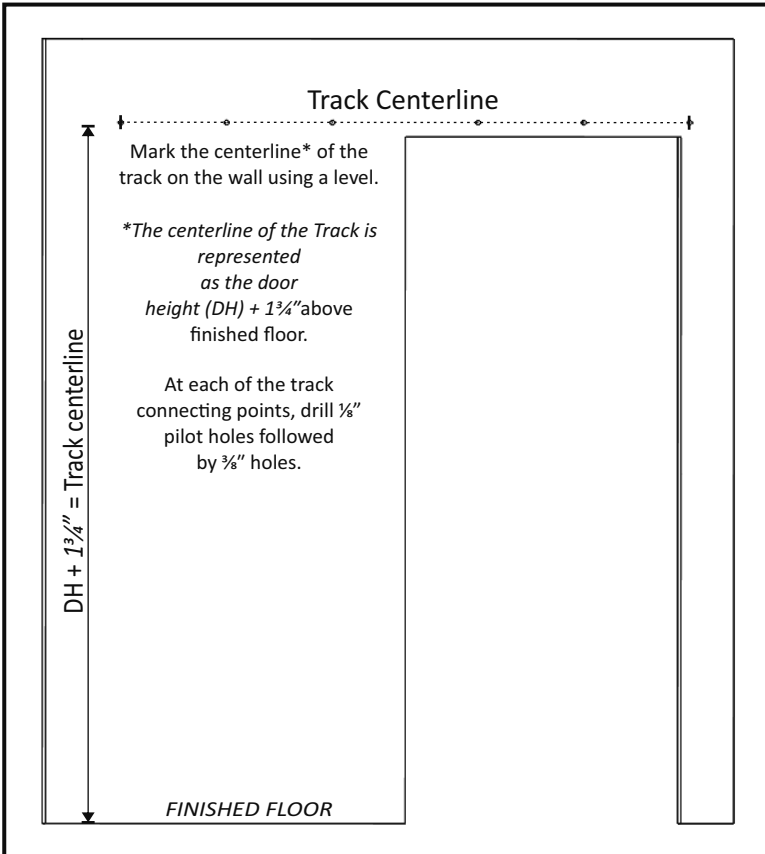 Track Centerline
Mark the centerline* of the
track on the wall using a level.
*The centerline of the Track is
represented
as the door
height (DH) + 1¾″above
finished floor.
At each of the track
connecting points, drill ⅛”
pilot holes followed
by ⅜” holes.
DH + 1¾″ = Track centerline
FINISHED FLOOR